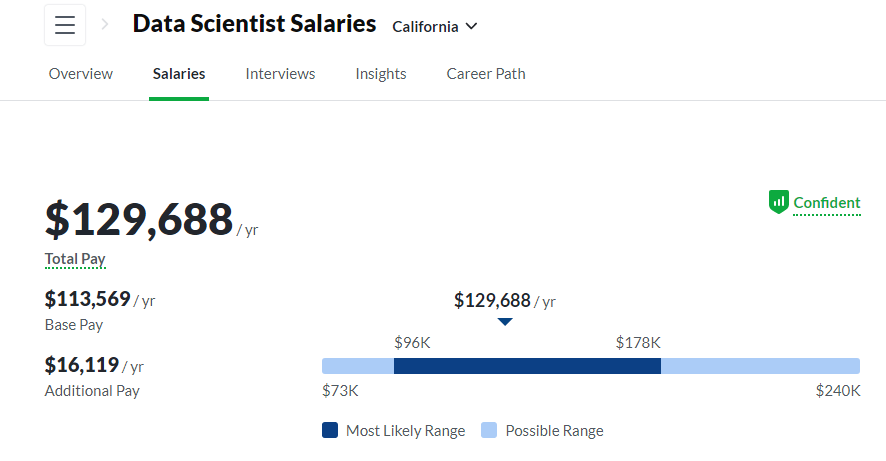 Data Scientist Salaries California
Overview Salaries Interviews Insights Career Path
$129,688 / yr
Confident
Total Pay
$113,569 / yr
Base Pay
$129,688 / yr
$16,119 / yr
Additional Pay
$96K $178K
$73K $240K
Most Likely Range Possible Range